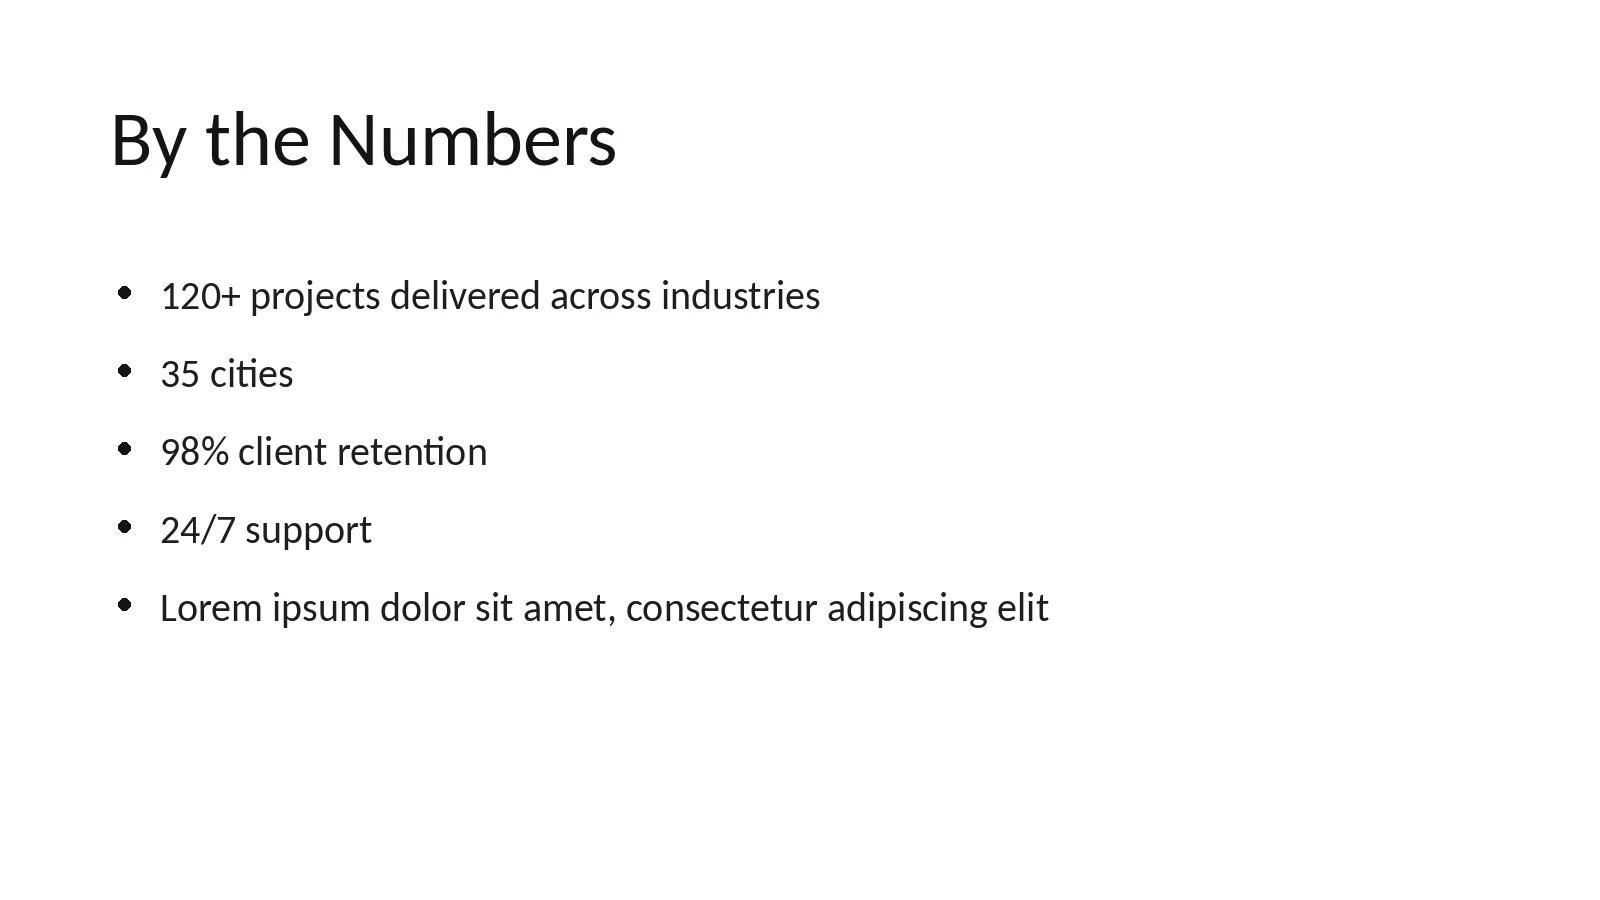 By the Numbers
• 120+ projects delivered across industries
• 35 cities
• 98% client retention
• 24/7 support
• Lorem ipsum dolor sit amet, consectetur adipiscing elit